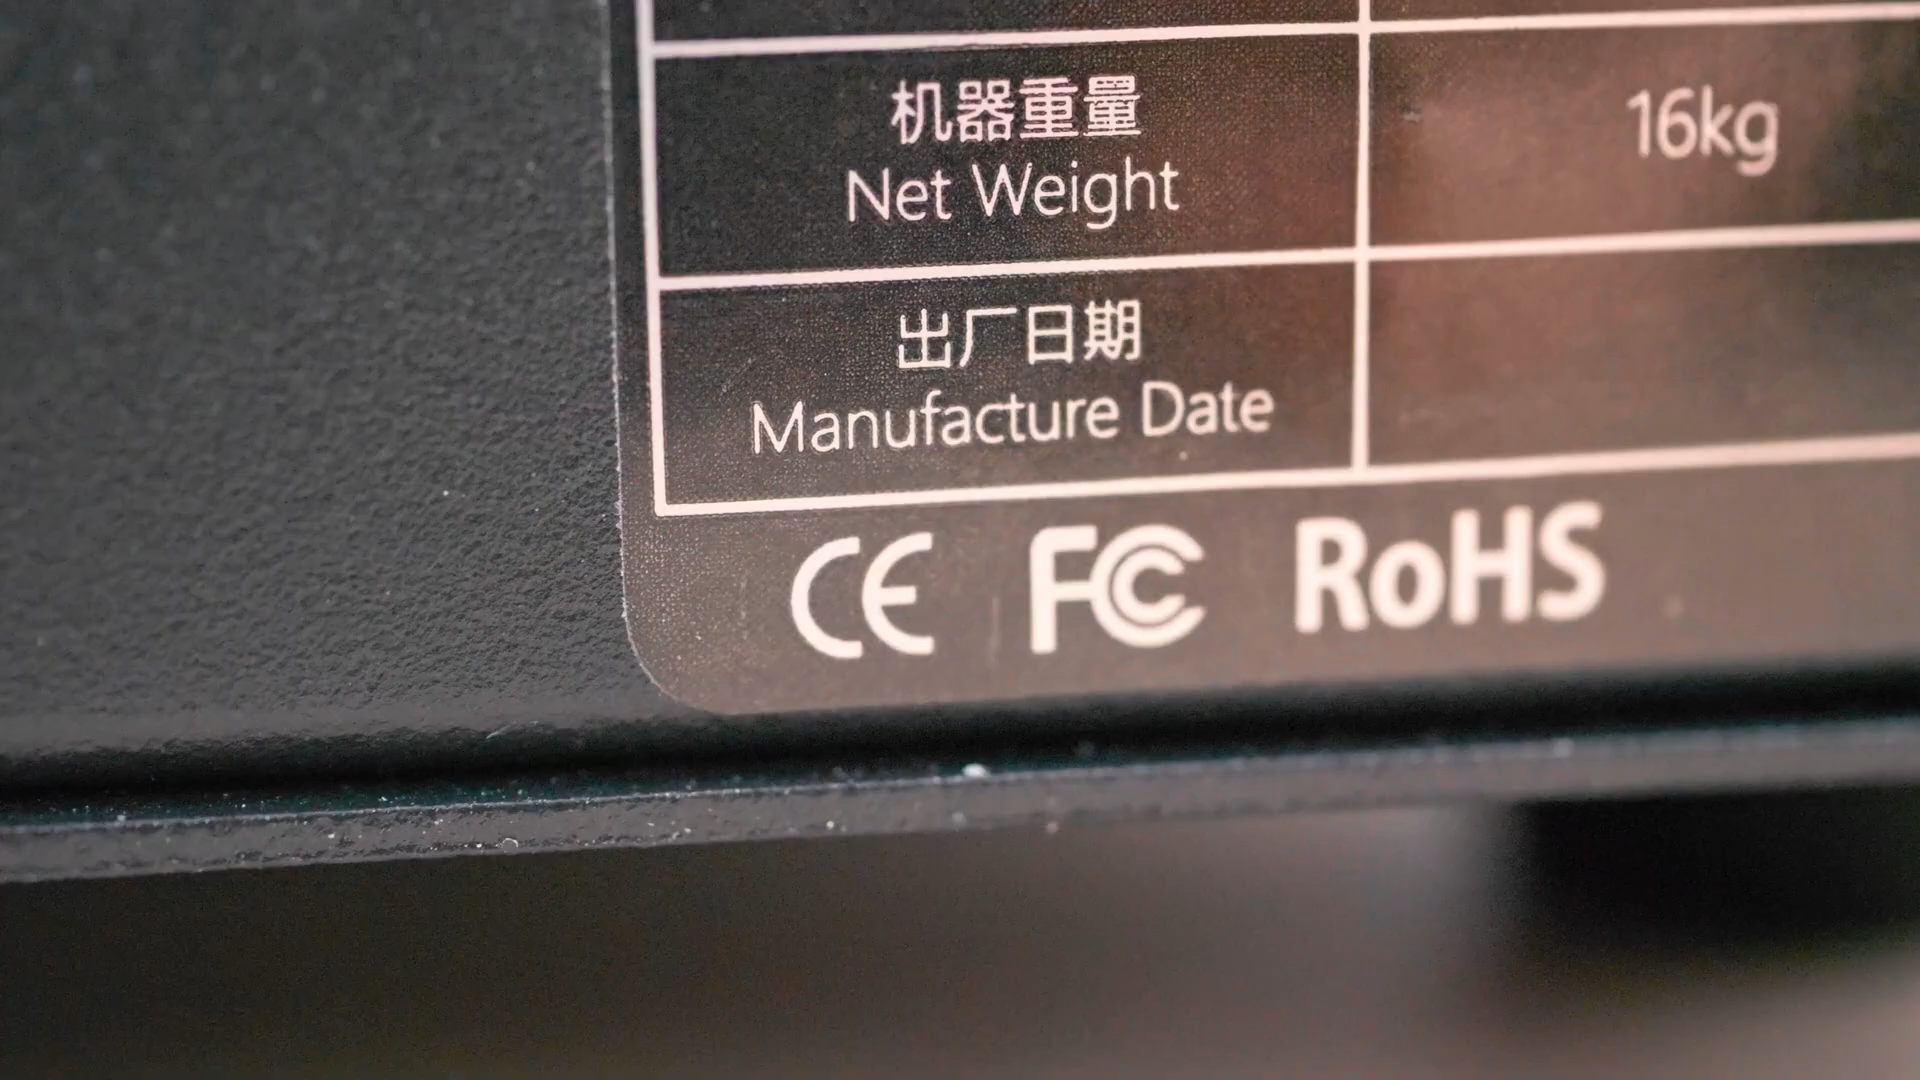 机器重量
Net Weight
16kg
出厂日期
Manufacture Date
CE FC RoHS